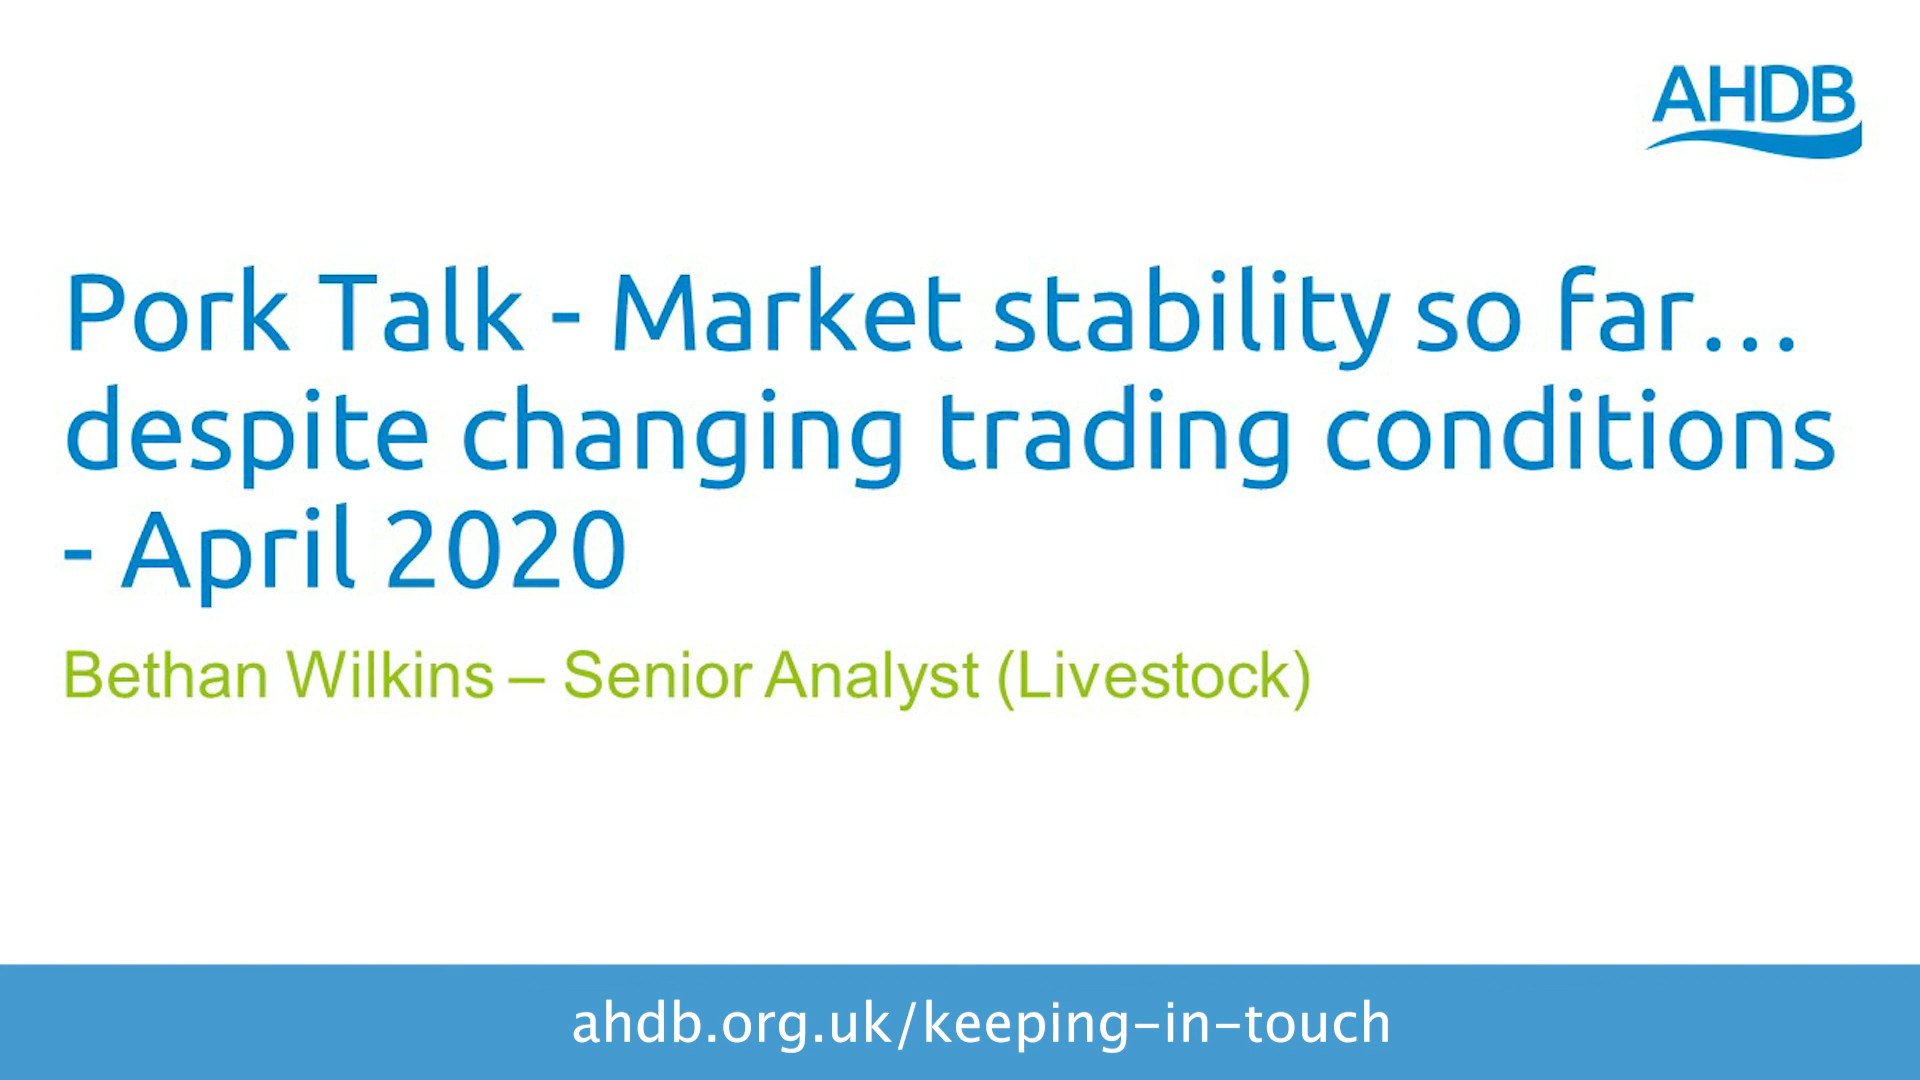 AHDB
Pork Talk - Market stability so far...
despite changing trading conditions
- April 2020
Bethan Wilkins – Senior Analyst (Livestock)
ahdb.org.uk/keeping-in-touch